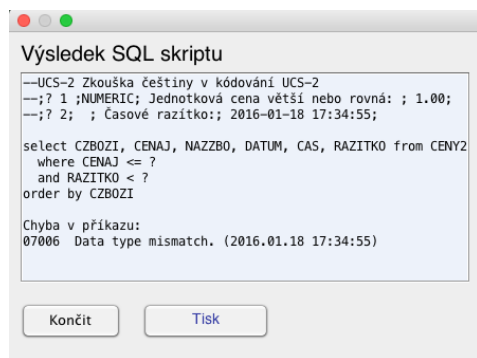 Výsledek SQL skriptu
--UCS-2 Zkouška češtiny v kódování UCS-2
--;? 1 ;NUMERIC; Jednotková cena větší nebo rovná: ; 1.00;
--;? 2;  ; Časové razítko:; 2016-01-18 17:34:55;
select CZBOZI, CENAJ, NAZZBO, DATUM, CAS, RAZITKO from CENY2
where CENAJ <= ?
and RAZITKO < ?
order by CZBOZI
Chyba v příkazu:
07006  Data type mismatch. (2016.01.18 17:34:55)
Končit
Tisk